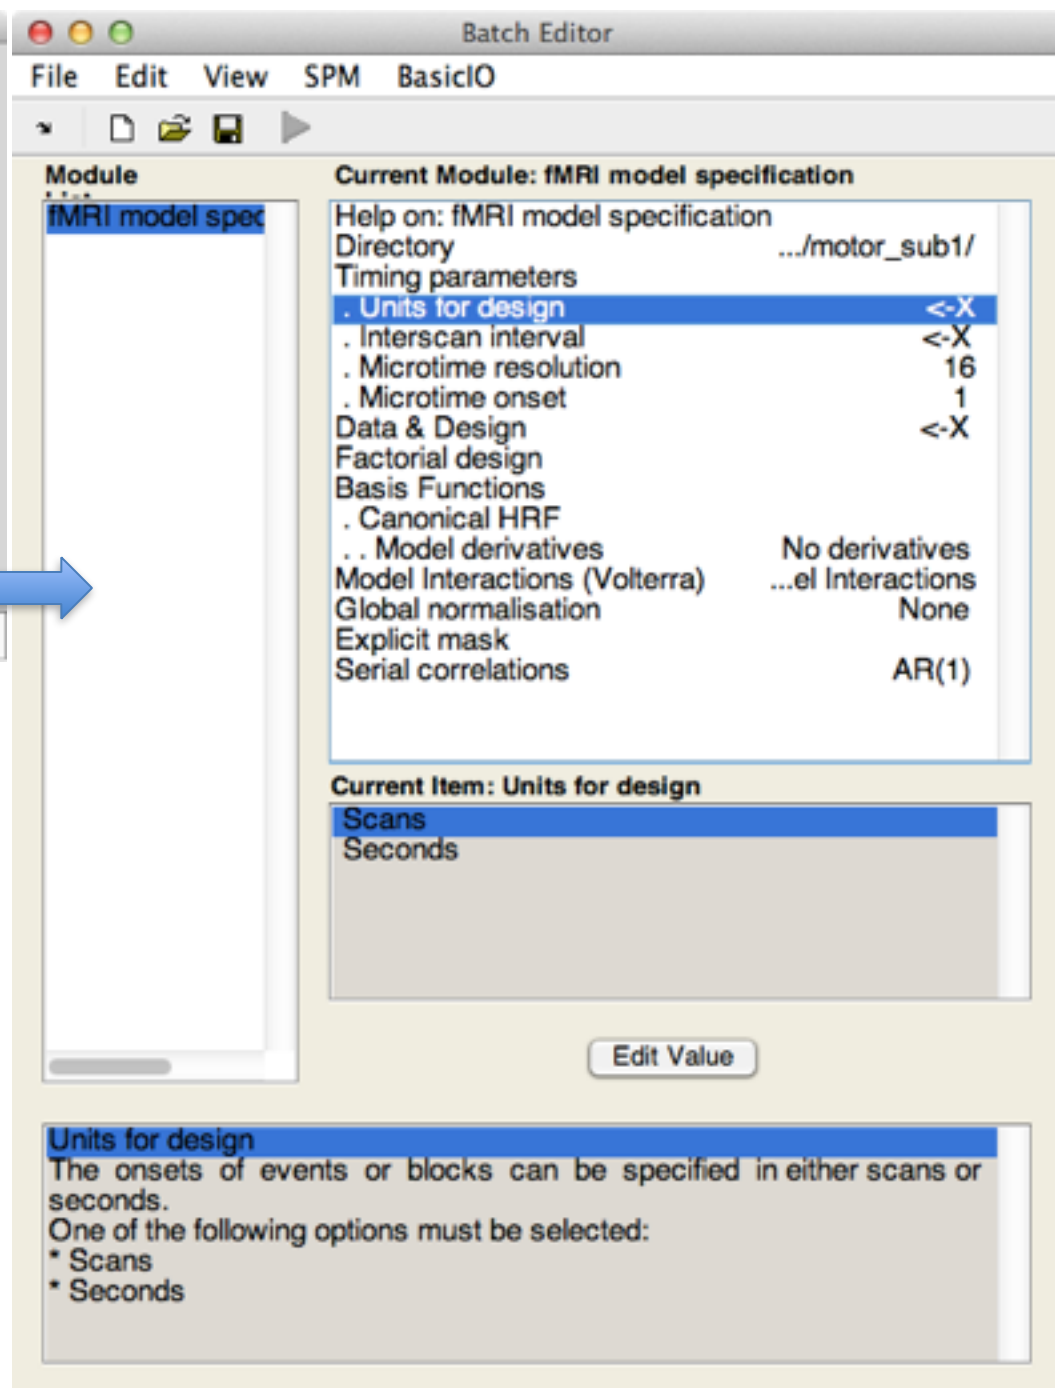 Batch Editor
File Edit View SPM BasicIO
Module
Current Module: fMRI model specification
fMRI model spec
Help on: fMRI model specification
Directory .../motor_sub1/
Timing parameters
. Units for design <-X
. Interscan interval <-X
. Microtime resolution 16
. Microtime onset 1
Data & Design <-X
Factorial design
Basis Functions
. Canonical HRF
. . Model derivatives No derivatives
Model Interactions (Volterra) ...el Interactions
Global normalisation None
Explicit mask
Serial correlations AR(1)
Current Item: Units for design
Scans
Seconds
Edit Value
Units for design
The onsets of events or blocks can be specified in either scans or
seconds.
One of the following options must be selected:
* Scans
* Seconds